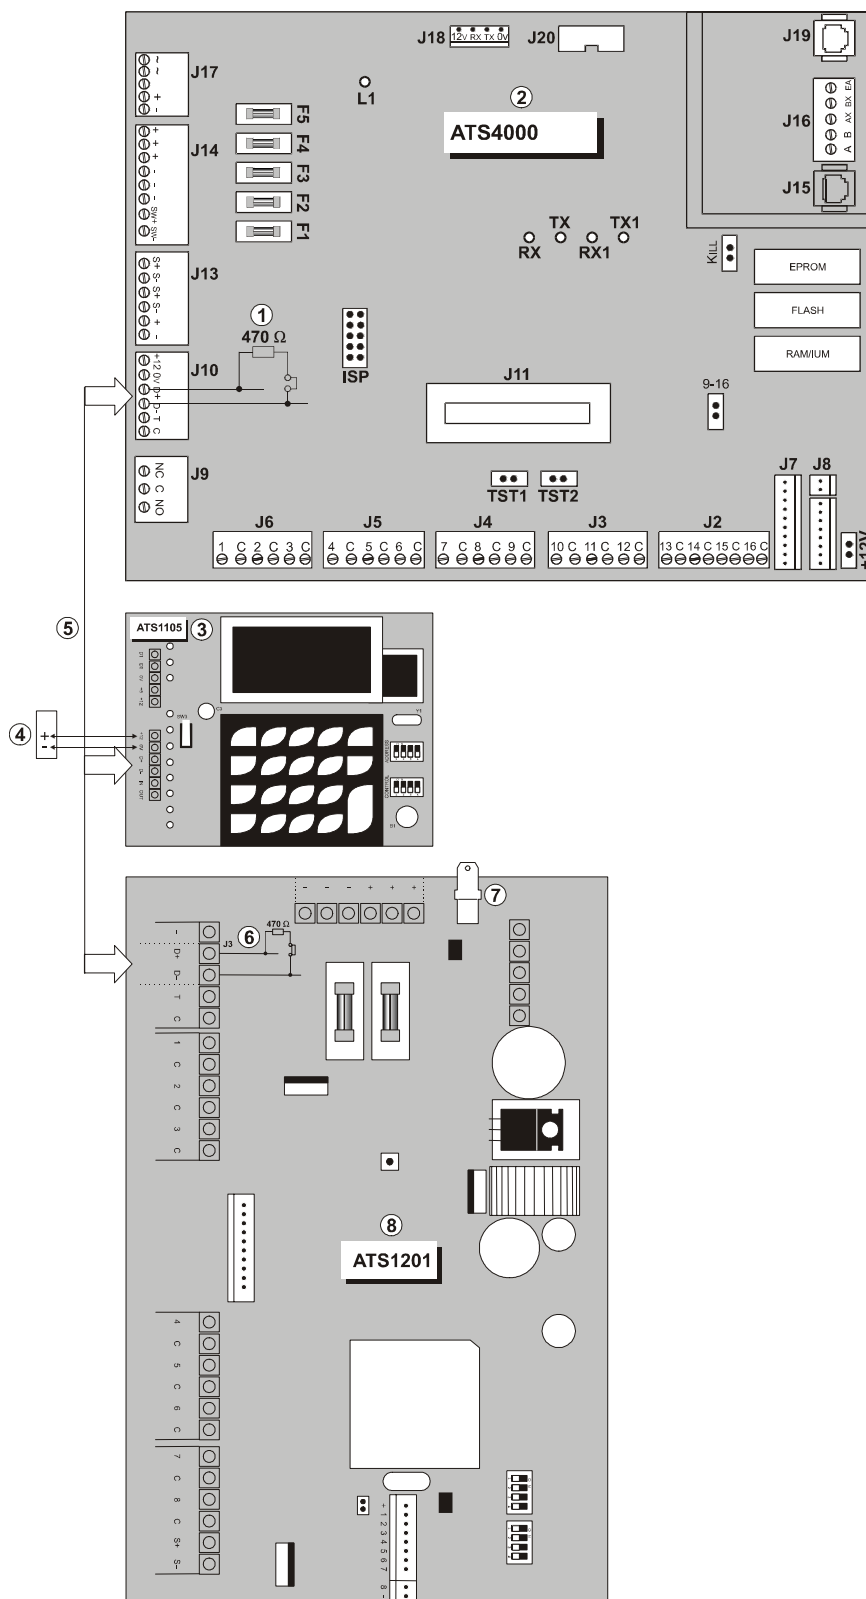 J18
12V RX TX 0V
J20
J19
J17
~
~
+
-
L1
2
ATS4000
EA
BX
AX
B
A
J16
J15
F5
F4
F3
F2
F1
J14
+
+
+
-
-
-
SW+
SW-
TX
TX1
RX
RX1
KILL
EPROM
FLASH
RAM/IUM
J13
S+
S-
S+
S-
+
-
1
470 Ω
ISP
J10
+12
0V
D+
D-
T
C
J11
9-16
J9
NC
C
NO
TST1
TST2
J7
J8
+12V
J6
1 C 2 C 3 C
J5
4 C 5 C 6 C
J4
7 C 8 C 9 C
J3
10 C 11 C 12 C
J2
13 C 14 C 15 C 16 C
5
ATS1105
3
4
+
-
CONTROL
- - - + + +
7
-
D+
D-
T
C
J3
6
470 Ω
1
C
2
C
3
C
8
ATS1201
4
C
5
C
6
C
7
C
8
C
S+
S-
+
1
2
3
4
5
6
7
8
-